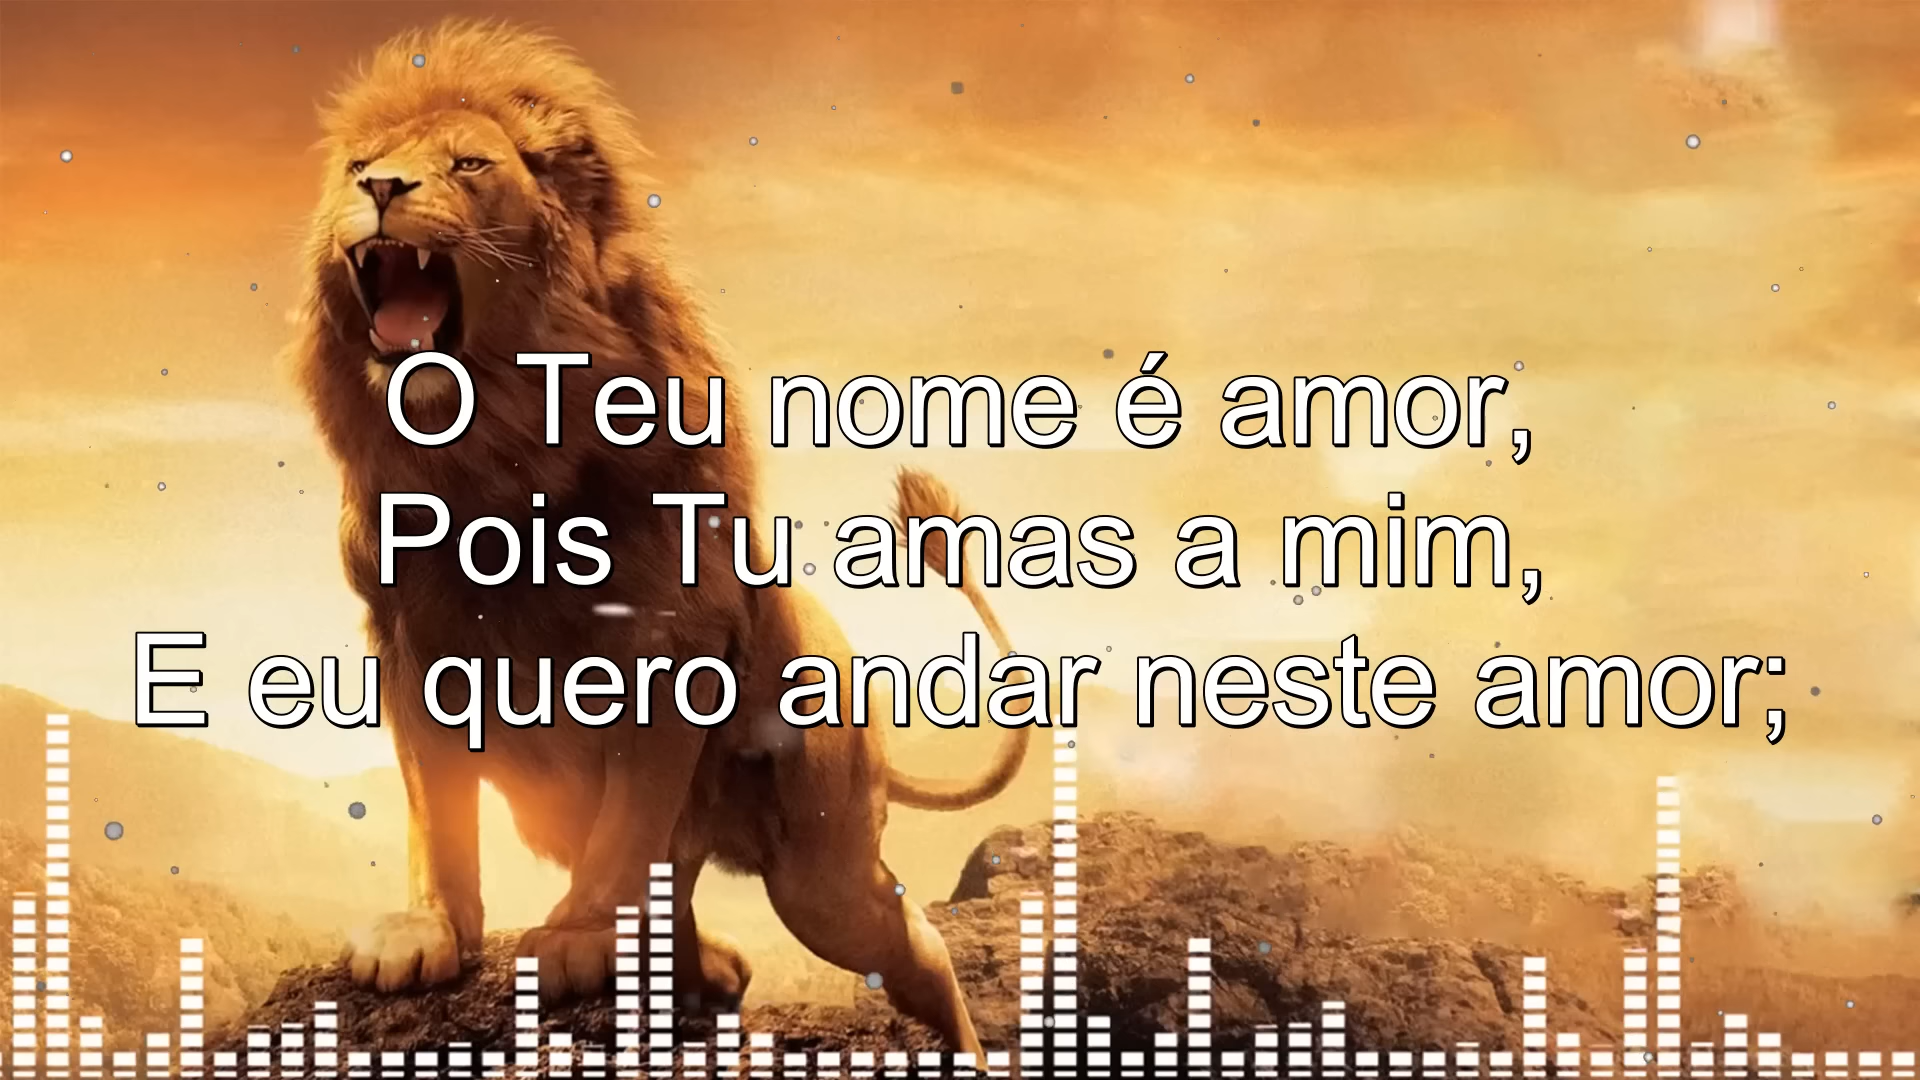 O Teu nome é amor,
Pois Tu amas a mim,
E eu quero andar neste amor;